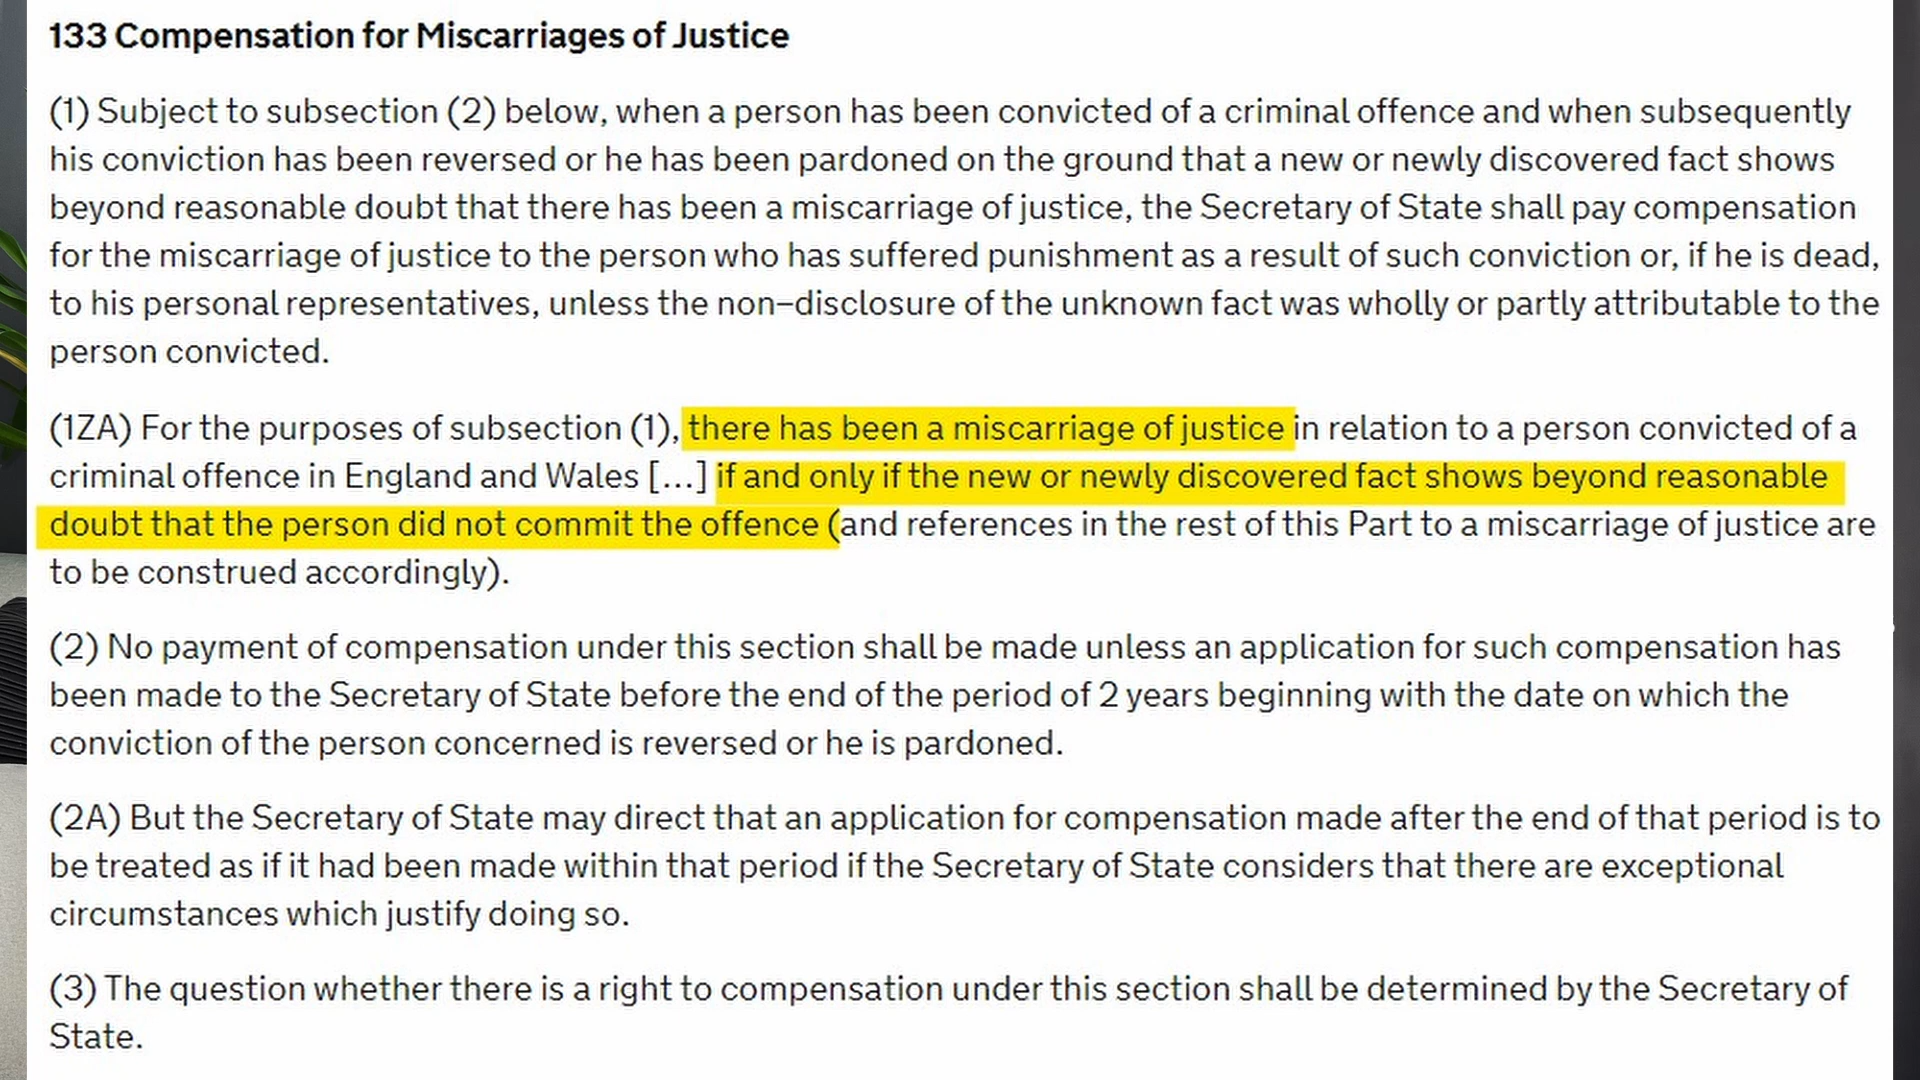 133 Compensation for Miscarriages of Justice
(1) Subject to subsection (2) below, when a person has been convicted of a criminal offence and when subsequently
his conviction has been reversed or he has been pardoned on the ground that a new or newly discovered fact shows
beyond reasonable doubt that there has been a miscarriage of justice, the Secretary of State shall pay compensation
for the miscarriage of justice to the person who has suffered punishment as a result of such conviction or, if he is dead,
to his personal representatives, unless the non–disclosure of the unknown fact was wholly or partly attributable to the
person convicted.
(1ZA) For the purposes of subsection (1), there has been a miscarriage of justice in relation to a person convicted of a
criminal offence in England and Wales [...] if and only if the new or newly discovered fact shows beyond reasonable
doubt that the person did not commit the offence (and references in the rest of this Part to a miscarriage of justice are
to be construed accordingly).
(2) No payment of compensation under this section shall be made unless an application for such compensation has
been made to the Secretary of State before the end of the period of 2 years beginning with the date on which the
conviction of the person concerned is reversed or he is pardoned.
(2A) But the Secretary of State may direct that an application for compensation made after the end of that period is to
be treated as if it had been made within that period if the Secretary of State considers that there are exceptional
circumstances which justify doing so.
(3) The question whether there is a right to compensation under this section shall be determined by the Secretary of
State.